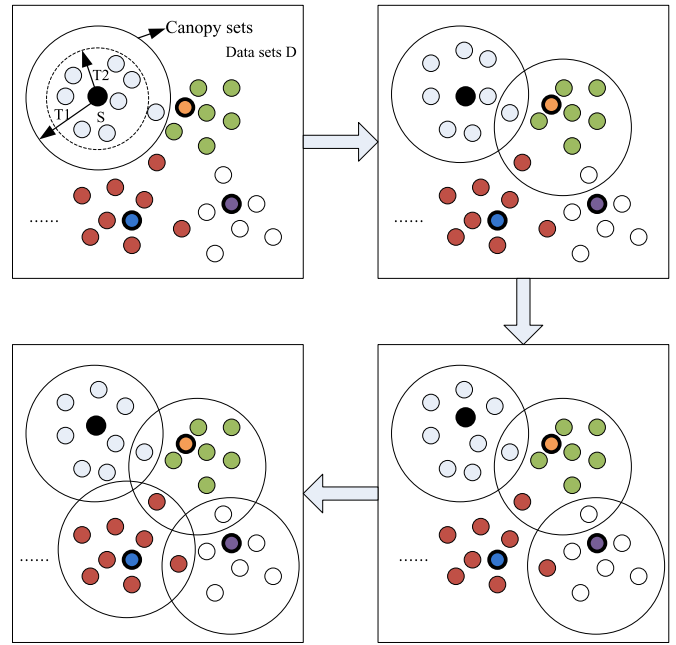 Canopy sets
Data sets D
T2
T1
S
......
......
......
......